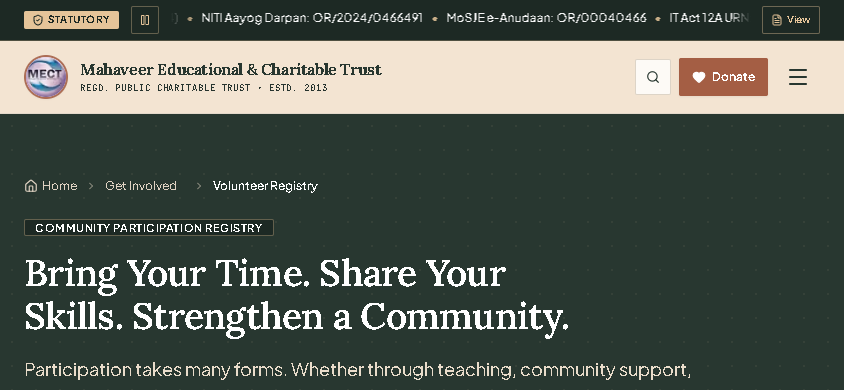 STATUTORY
NITI Aayog Darpan: OR/2024/0466491 • MoSJE e-Anudaan: OR/00040466 • IT Act 12A URN
View
MECT
Mahaveer Educational & Charitable Trust
REGD. PUBLIC CHARITABLE TRUST • ESTD. 2013
Donate
Home > Get Involved > Volunteer Registry
COMMUNITY PARTICIPATION REGISTRY
Bring Your Time. Share Your
Skills. Strengthen a Community.
Participation takes many forms. Whether through teaching, community support,